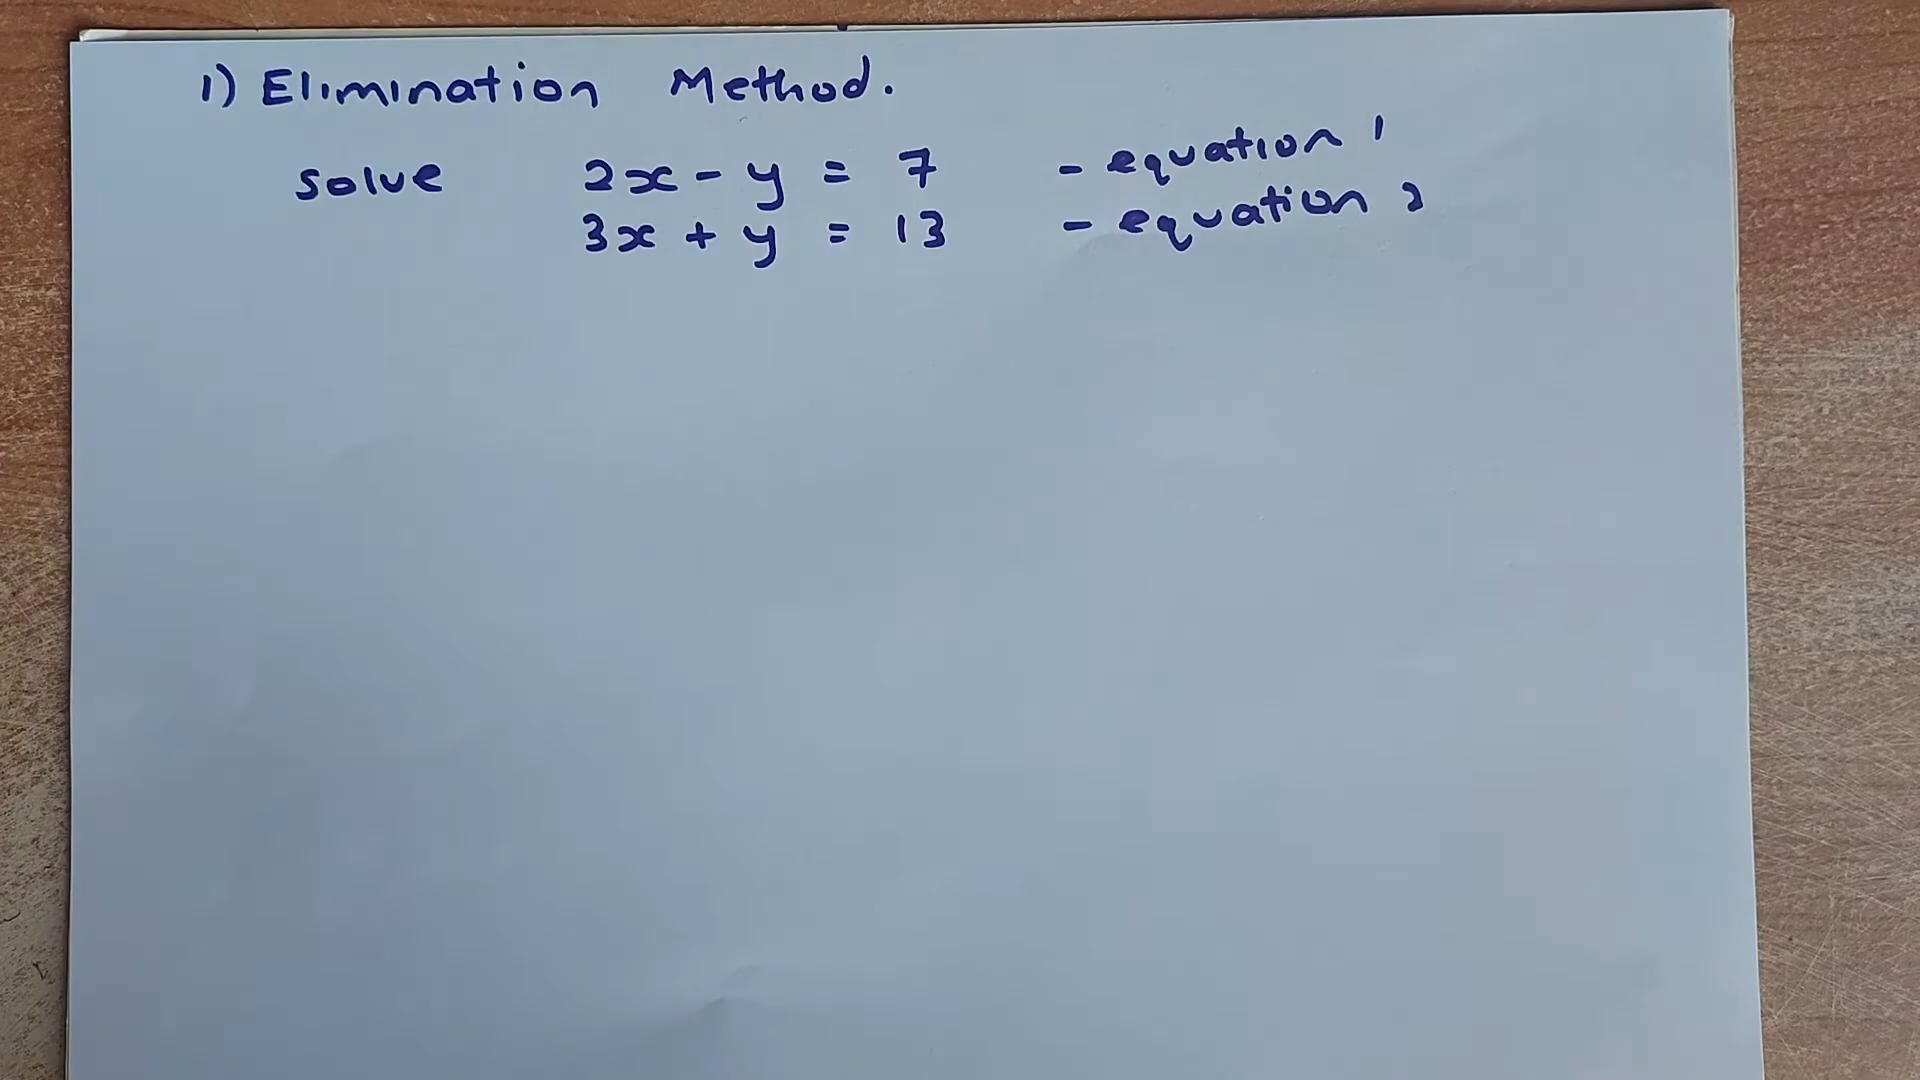 1) Elimination Method.
solve 2x - y = 7 - equation 1
3x + y = 13 - equation 2